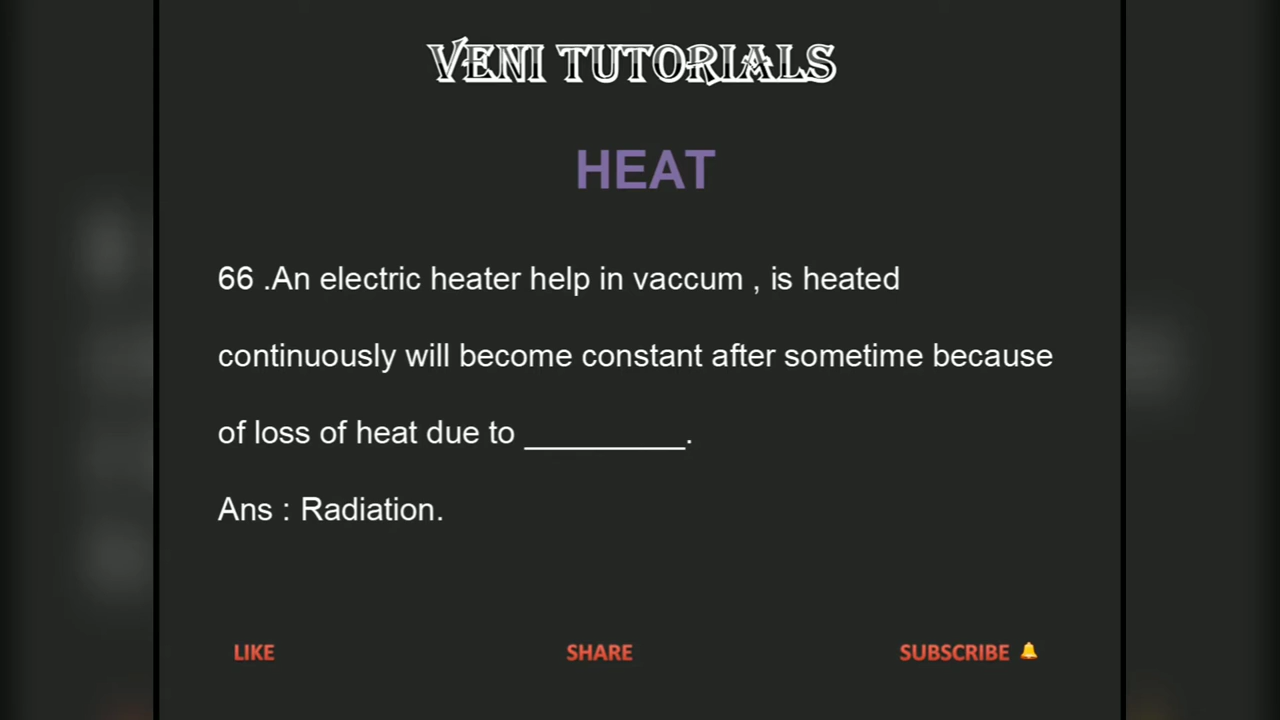 VENI TUTORIALS
HEAT
66 .An electric heater help in vaccum , is heated
continuously will become constant after sometime because
of loss of heat due to _________.
Ans : Radiation.
LIKE SHARE SUBSCRIBE 🔔